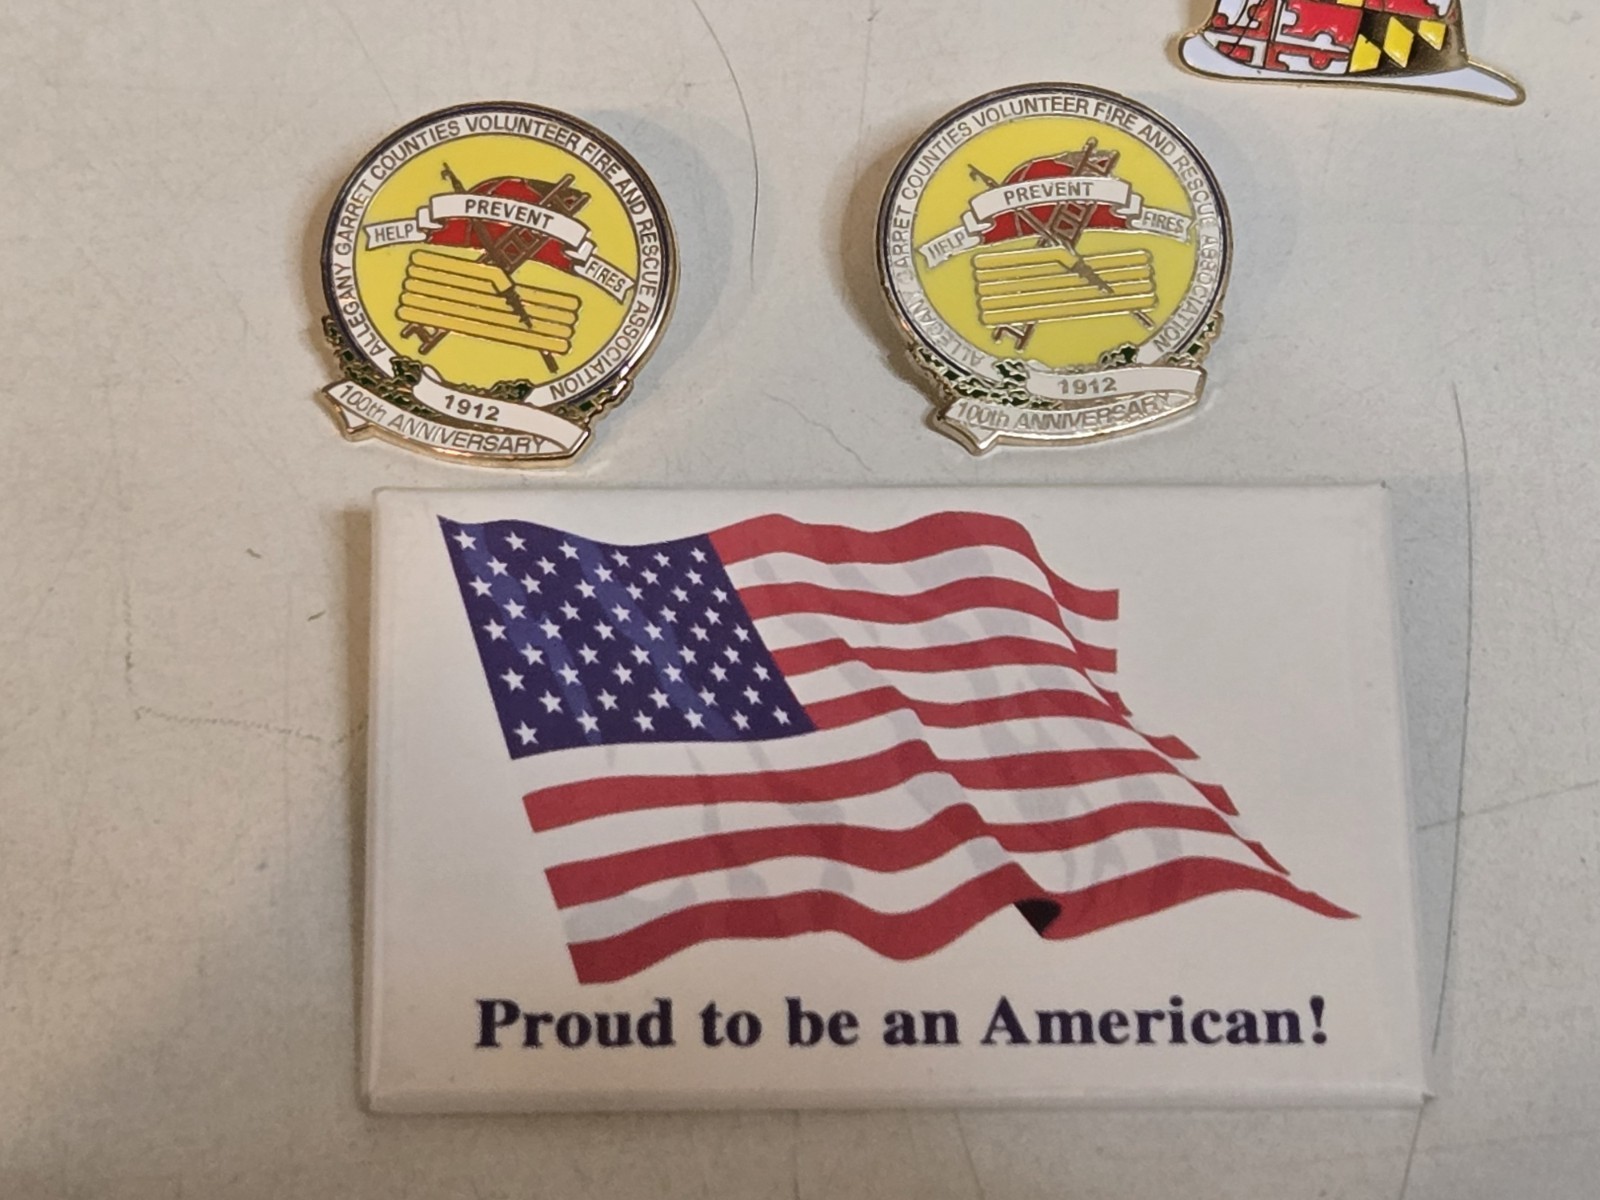 ALLEGANY GARRET COUNTIES VOLUNTEER FIRE AND RESCUE ASSOCIATION
HELP PREVENT FIRES
1912
100th ANNIVERSARY
ALLEGANY GARRET COUNTIES VOLUNTEER FIRE AND RESCUE ASSOCIATION
HELP PREVENT FIRES
1912
100th ANNIVERSARY
Proud to be an American!